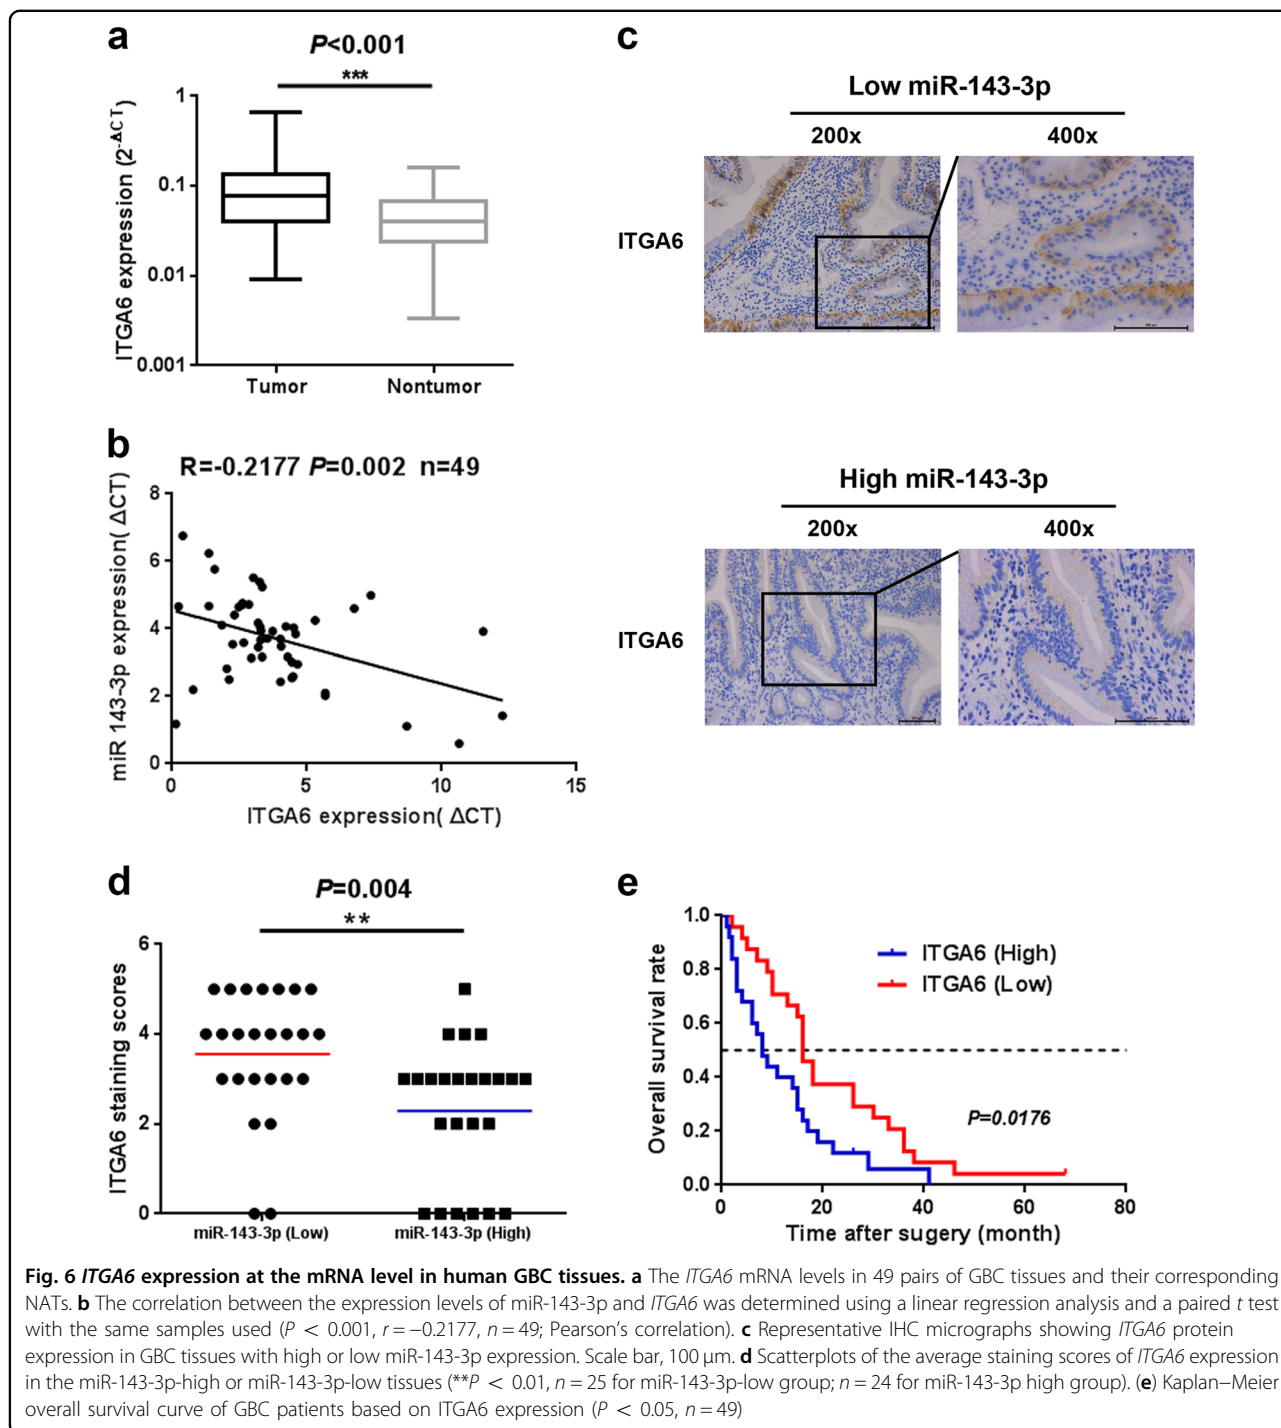 a
P<0.001
***
ITGA6 expression (2-ΔCT)
1
0.1
0.01
0.001
Tumor
Nontumor
b
R=-0.2177 P=0.002 n=49
miR 143-3p expression( ΔCT)
8
6
4
2
0
0
5
10
15
ITGA6 expression( ΔCT)
c
Low miR-143-3p
200x
400x
ITGA6
High miR-143-3p
200x
400x
ITGA6
d
P=0.004
**
ITGA6 staining scores
6
4
2
0
miR-143-3p (Low)
miR-143-3p (High)
e
Overall survival rate
1.0
0.8
0.6
0.4
0.2
0.0
ITGA6 (High)
ITGA6 (Low)
P=0.0176
0
20
40
60
80
Time after sugery (month)
Fig. 6 ITGA6 expression at the mRNA level in human GBC tissues. a The ITGA6 mRNA levels in 49 pairs of GBC tissues and their corresponding
NATs. b The correlation between the expression levels of miR-143-3p and ITGA6 was determined using a linear regression analysis and a paired t test
with the same samples used (P < 0.001, r = −0.2177, n = 49; Pearson's correlation). c Representative IHC micrographs showing ITGA6 protein
expression in GBC tissues with high or low miR-143-3p expression. Scale bar, 100 μm. d Scatterplots of the average staining scores of ITGA6 expression
in the miR-143-3p-high or miR-143-3p-low tissues (**P < 0.01, n = 25 for miR-143-3p-low group; n = 24 for miR-143-3p high group). (e) Kaplan–Meier
overall survival curve of GBC patients based on ITGA6 expression (P < 0.05, n = 49)